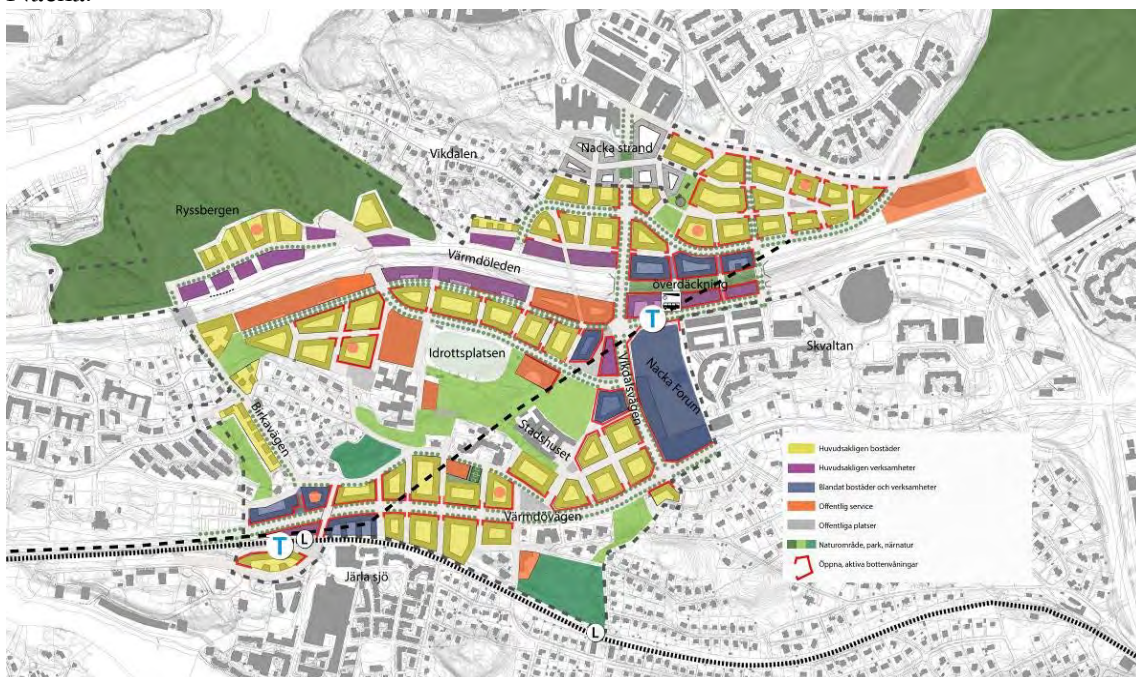 Nacka.
Nacka strand
Vikdalen
Ryssbergen
Värmdöleden
överdäckning
T
Idrottsplatsen
Skvaltan
Vikdalsvägen
Nacka Forum
Birkavägen
Stadshuset
Värmdövägen
T
L
Järla sjö
L
Huvudsakligen bostäder
Huvudsakligen verksamheter
Blandat bostäder och verksamheter
Offentlig service
Offentliga platser
Naturområde, park, närnatur
Öppna, aktiva bottenvåningar